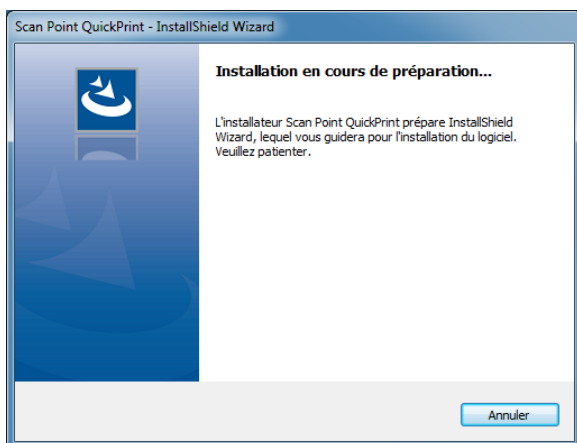 Scan Point QuickPrint - InstallShield Wizard
Installation en cours de préparation...
L'installateur Scan Point QuickPrint prépare InstallShield
Wizard, lequel vous guidera pour l'installation du logiciel.
Veuillez patienter.
Annuler